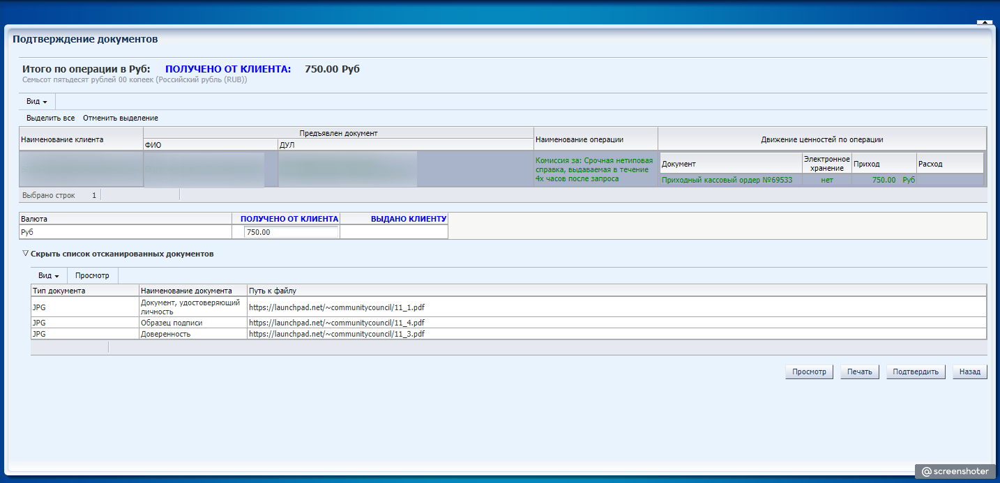 Подтверждение документов
Итого по операции в Руб: ПОЛУЧЕНО ОТ КЛИЕНТА: 750.00 Руб
Семьсот пятьдесят рублей 00 копеек (Российский рубль (RUB))
Вид
Выделить все Отменить выделение
Наименование клиента
Предъявлен документ
ФИО
ДУЛ
Наименование операции
Движение ценностей по операции
Комиссия за: Срочная нетиповая
справка, выдаваемая в течение
4х часов после запроса
Документ
Электронное
хранение
Приход
Расход
Приходный кассовый ордер №69533 нет 750.00 Руб
Выбрано строк 1
Валюта ПОЛУЧЕНО ОТ КЛИЕНТА ВЫДАНО КЛИЕНТУ
Руб 750.00
Скрыть список отсканированных документов
Вид Просмотр
Тип документа Наименование документа Путь к файлу
JPG
Документ, удостоверяющий
личность
https://launchpad.net/~communitycouncil/11_1.pdf
JPG Образец подписи https://launchpad.net/~communitycouncil/11_4.pdf
JPG Доверенность https://launchpad.net/~communitycouncil/11_3.pdf
Просмотр Печать Подтвердить Назад
@screenshoter